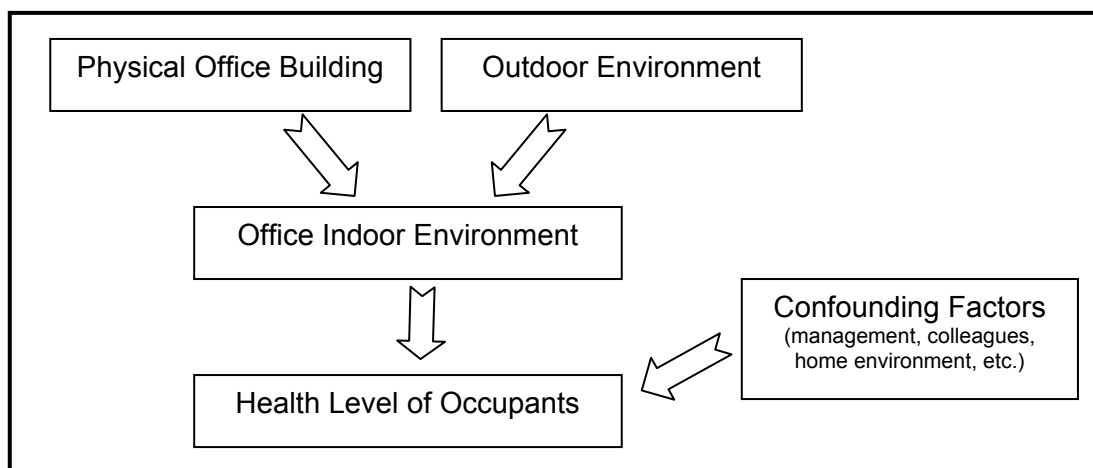 Physical Office Building
Outdoor Environment
Office Indoor Environment
Confounding Factors
(management, colleagues,
home environment, etc.)
Health Level of Occupants